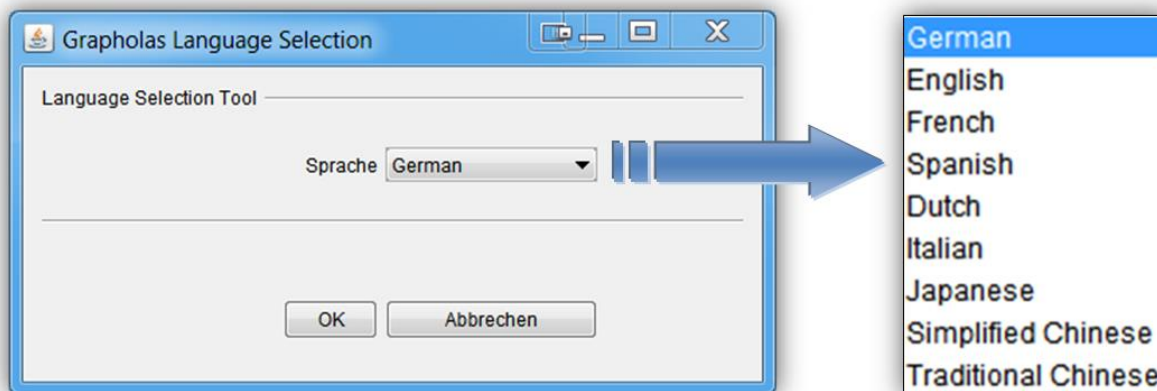 Grapholas Language Selection
Language Selection Tool
Sprache German
OK Abbrechen
German
English
French
Spanish
Dutch
Italian
Japanese
Simplified Chinese
Traditional Chinese